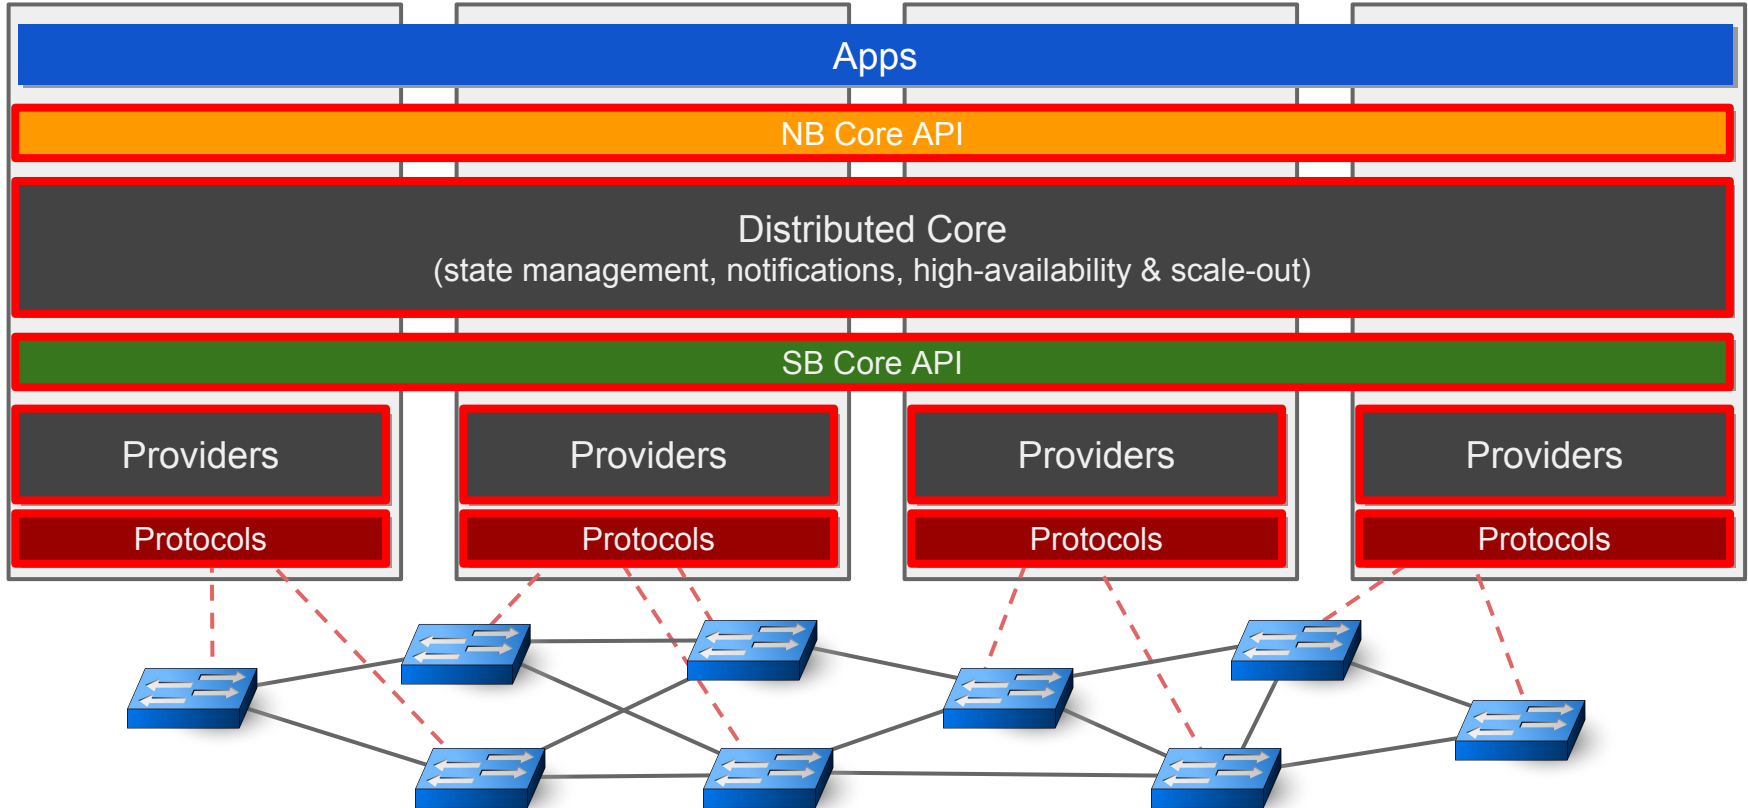 Apps
NB Core API
Distributed Core
(state management, notifications, high-availability & scale-out)
SB Core API
Providers
Providers
Providers
Providers
Protocols
Protocols
Protocols
Protocols